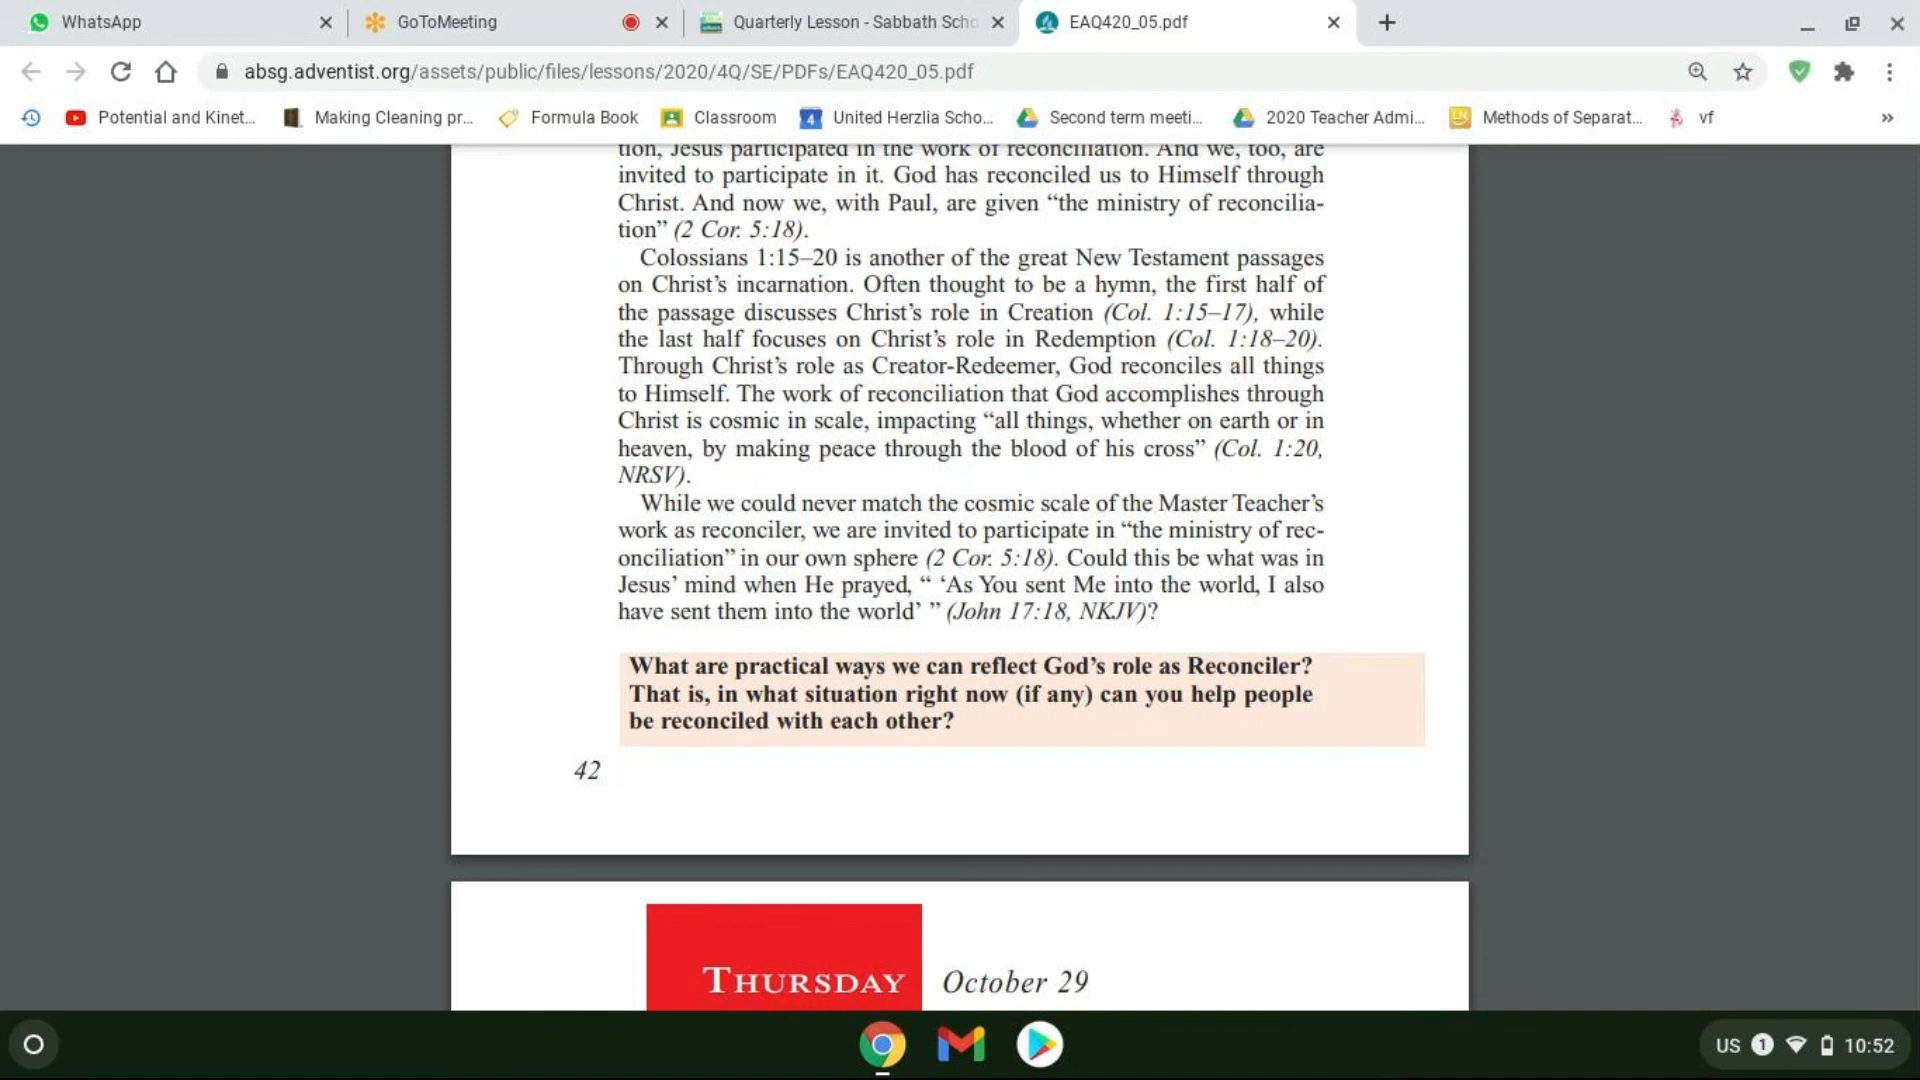 WhatsApp
GoToMeeting
Quarterly Lesson - Sabbath Scho
EAQ420_05.pdf
absg.adventist.org/assets/public/files/lessons/2020/4Q/SE/PDFs/EAQ420_05.pdf
Potential and Kinet...
Making Cleaning pr...
Formula Book
Classroom
4
United Herzlia Scho...
Second term meeti...
2020 Teacher Admi...
Methods of Separat...
vf
»
tion, Jesus participated in the work of reconciliation. And we, too, are
invited to participate in it. God has reconciled us to Himself through
Christ. And now we, with Paul, are given “the ministry of reconcilia-
tion” (2 Cor. 5:18).
Colossians 1:15–20 is another of the great New Testament passages
on Christ’s incarnation. Often thought to be a hymn, the first half of
the passage discusses Christ’s role in Creation (Col. 1:15–17), while
the last half focuses on Christ’s role in Redemption (Col. 1:18–20).
Through Christ’s role as Creator-Redeemer, God reconciles all things
to Himself. The work of reconciliation that God accomplishes through
Christ is cosmic in scale, impacting “all things, whether on earth or in
heaven, by making peace through the blood of his cross” (Col. 1:20,
NRSV).
While we could never match the cosmic scale of the Master Teacher’s
work as reconciler, we are invited to participate in “the ministry of rec-
onciliation” in our own sphere (2 Cor. 5:18). Could this be what was in
Jesus’ mind when He prayed, “ ‘As You sent Me into the world, I also
have sent them into the world’ ” (John 17:18, NKJV)?
What are practical ways we can reflect God’s role as Reconciler?
That is, in what situation right now (if any) can you help people
be reconciled with each other?
42
THURSDAY October 29
US 1 10:52